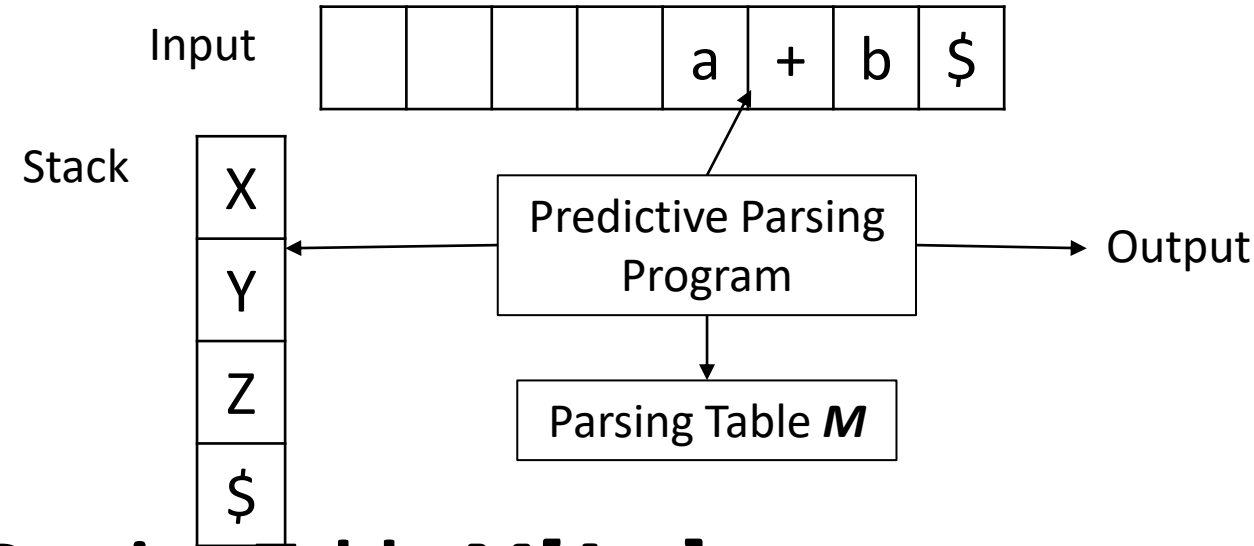 Input a + b $
Stack
X
Y
Z
$
Predictive Parsing
Program
Output
Parsing Table M